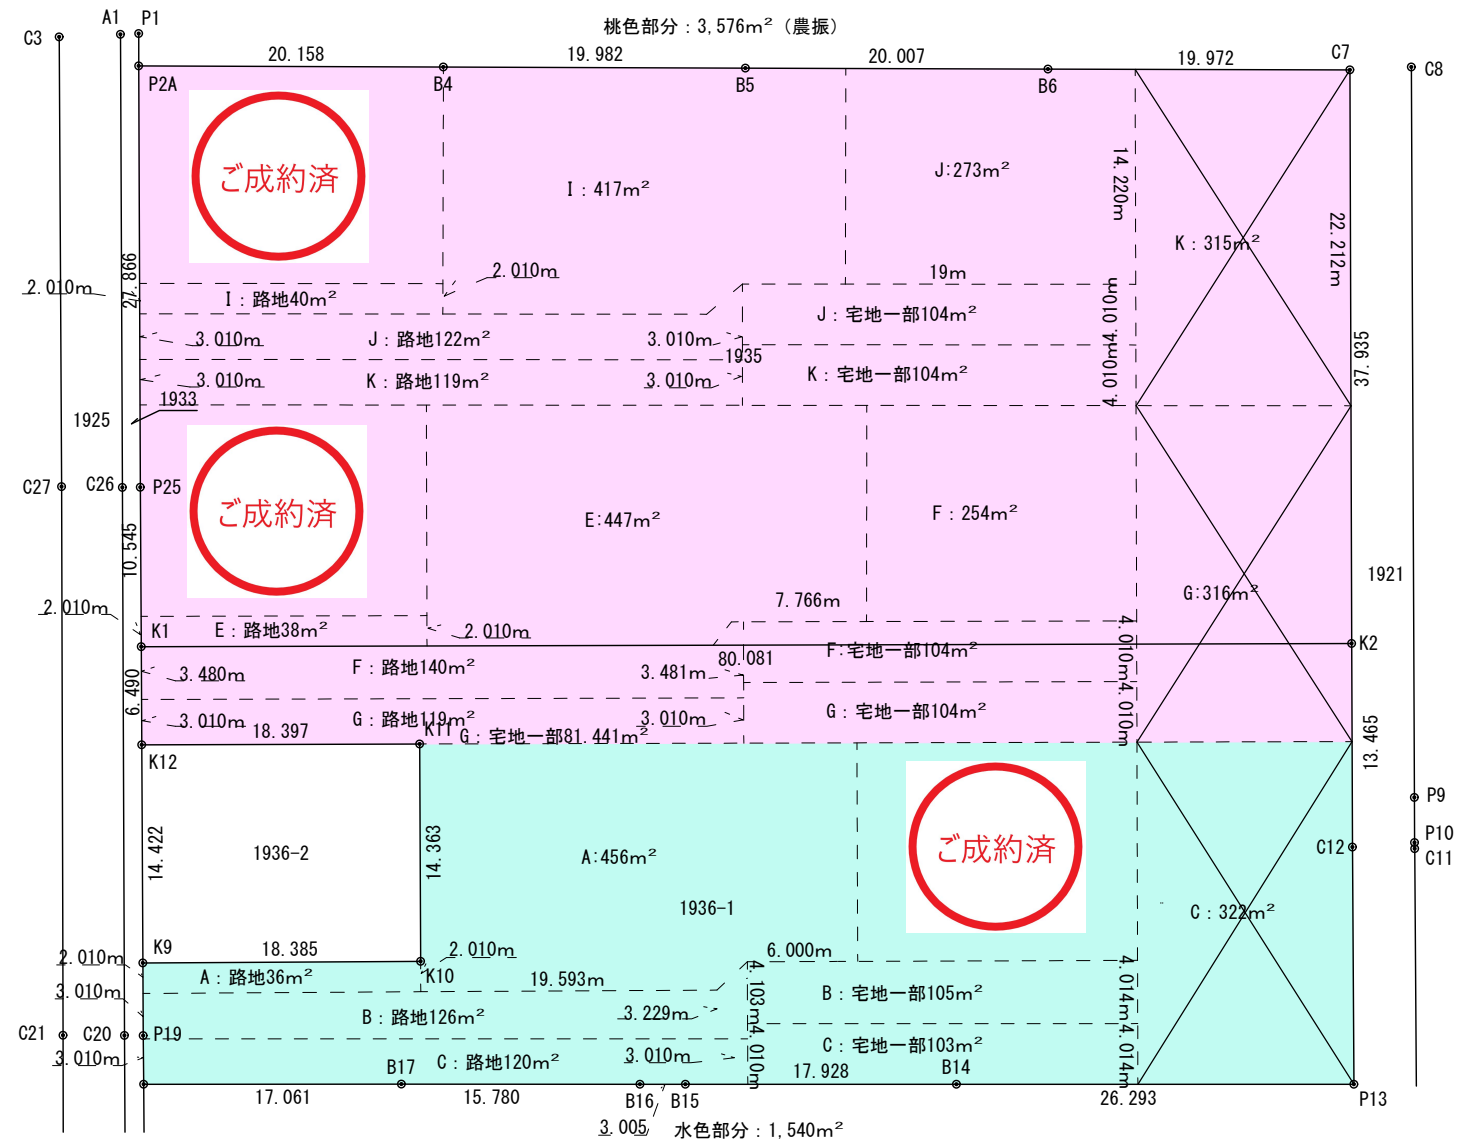 桃色部分：3,576m²（農振）
C3
A1
P1
20.158
19.982
20.007
19.972
C7
C8
P2A
B4
B5
B6
ご成約済
I：417m²
J:273m²
14.220m
K：315m²
22.212m
27.866
2.010m
2.010m
19m
I：路地40m²
J：宅地一部104m²
4.010m
3.010m
J：路地122m²
3.010m
1935
37.935
3.010m
K：路地119m²
3.010m
K：宅地一部104m²
4.010m
1933
1925
C27
C26
P25
ご成約済
E:447m²
F：254m²
10.545
1921
G:316m²
7.766m
2.010m
K1
E：路地38m²
2.010m
4.010m
K2
80.081
F:宅地一部104m²
F：路地140m²
3.480m
3.481m
6.490
4.010m
3.010m
G：路地119m²
3.010m
G：宅地一部104m²
18.397
K11
G：宅地一部81.441m²
13.465
K12
P9
P10
C11
C12
14.422
1936-2
14.363
A:456m²
ご成約済
1936-1
C：322m²
K9
18.385
2.010m
6.000m
2.010m
A：路地36m²
K10
19.593m
4.103m
4.014m
3.010m
B：宅地一部105m²
B：路地126m²
3.229m
C21
C20
P19
4.010m
4.014m
3.010m
C：路地120m²
3.010m
C：宅地一部103m²
B17
17.928
B14
17.061
15.780
B16
B15
26.293
P13
3.005
水色部分：1,540m²